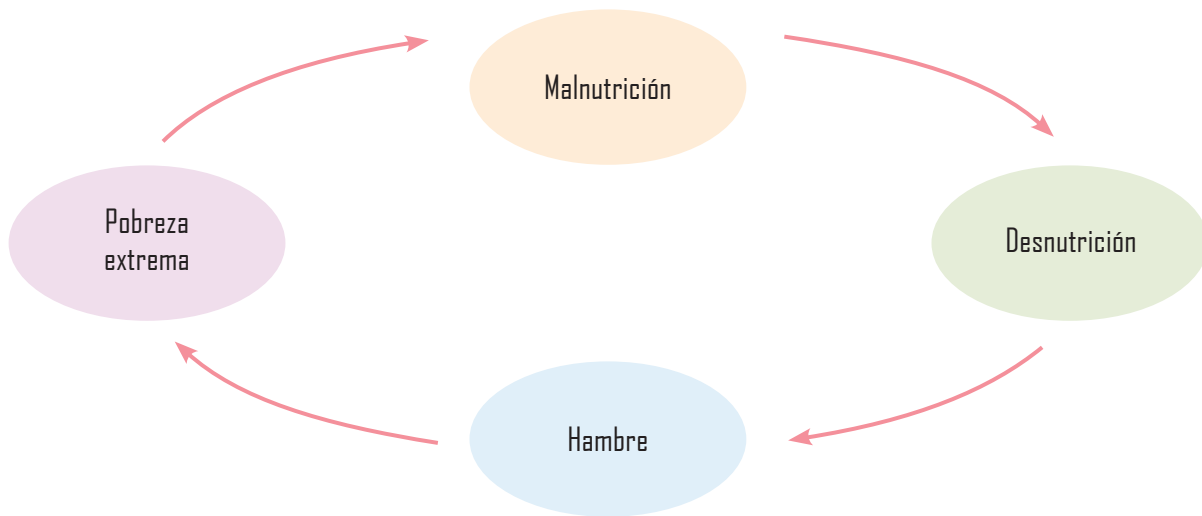 Malnutrición
Pobreza
extrema
Desnutrición
Hambre